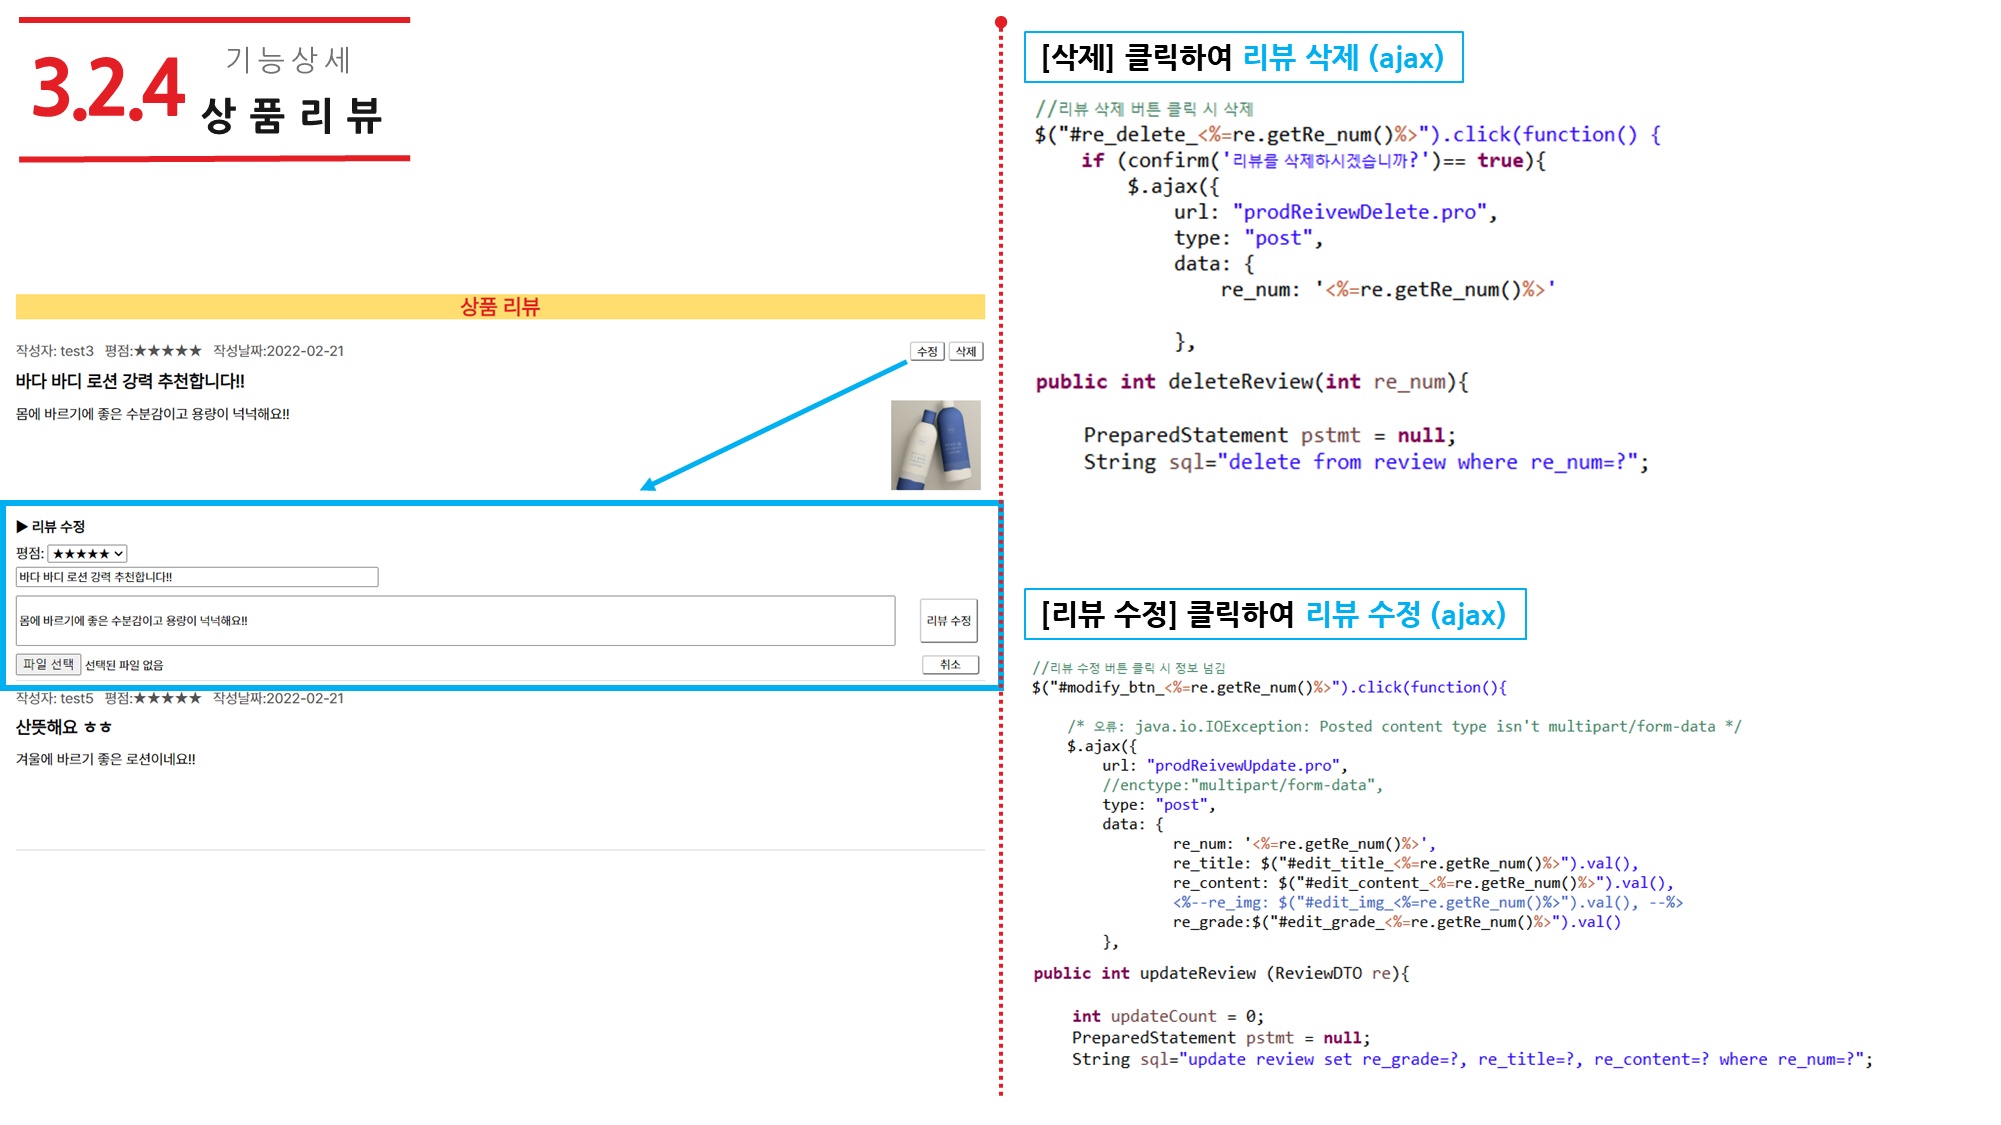 3.2.4
기능상세
상품리뷰
상품 리뷰
작성자: test3 평점:★★★★★ 작성날짜:2022-02-21
수정 삭제
바다 바디 로션 강력 추천합니다!!
몸에 바르기에 좋은 수분감이고 용량이 넉넉해요!!
▶ 리뷰 수정
평점: ★★★★★
바다 바디 로션 강력 추천합니다!!
몸에 바르기에 좋은 수분감이고 용량이 넉넉해요!!
리뷰 수정
파일 선택 선택된 파일 없음
취소
작성자: test5 평점:★★★★★ 작성날짜:2022-02-21
산뜻해요 ㅎㅎ
겨울에 바르기 좋은 로션이네요!!
[삭제] 클릭하여 리뷰 삭제 (ajax)
//리뷰 삭제 버튼 클릭 시 삭제
$("#re_delete_<%=re.getRe_num()%>").click(function() {
if (confirm('리뷰를 삭제하시겠습니까?')== true){
$.ajax({
url: "prodReivewDelete.pro",
type: "post",
data: {
re_num: '<%=re.getRe_num()%>'
},
public int deleteReview(int re_num){
PreparedStatement pstmt = null;
String sql="delete from review where re_num=?";
[리뷰 수정] 클릭하여 리뷰 수정 (ajax)
//리뷰 수정 버튼 클릭 시 정보 넘김
$("#modify_btn_<%=re.getRe_num()%>").click(function(){
/* 오류: java.io.IOException: Posted content type isn't multipart/form-data */
$.ajax({
url: "prodReivewUpdate.pro",
//enctype:"multipart/form-data",
type: "post",
data: {
re_num: '<%=re.getRe_num()%>',
re_title: $("#edit_title_<%=re.getRe_num()%>").val(),
re_content: $("#edit_content_<%=re.getRe_num()%>").val(),
<%--re_img: $("#edit_img_<%=re.getRe_num()%>").val(), --%>
re_grade:$("#edit_grade_<%=re.getRe_num()%>").val()
},
public int updateReview (ReviewDTO re){
int updateCount = 0;
PreparedStatement pstmt = null;
String sql="update review set re_grade=?, re_title=?, re_content=? where re_num=?";